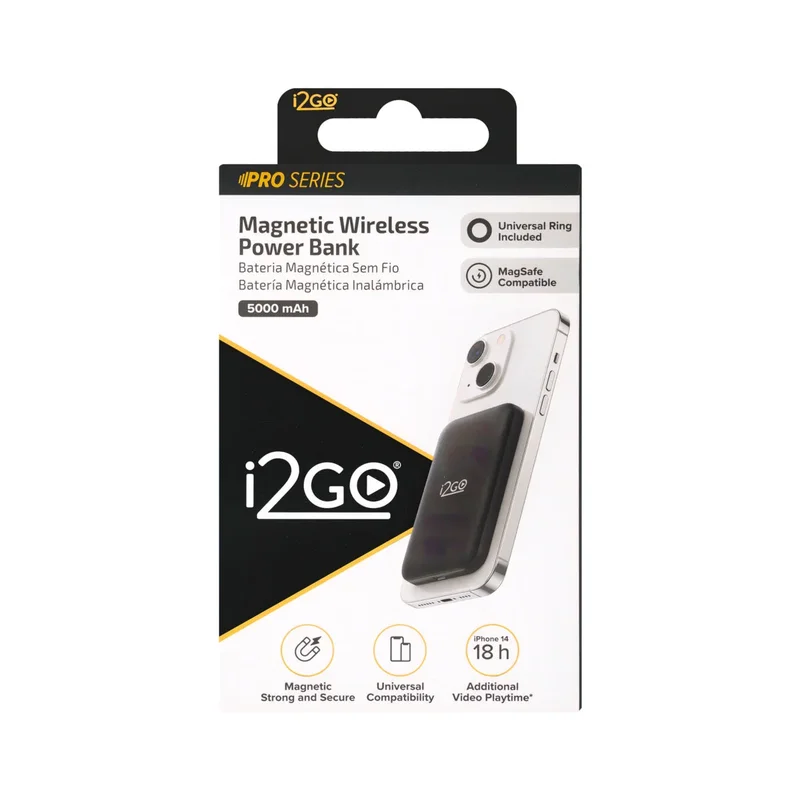 i2GO®
PRO SERIES
Magnetic Wireless
Power Bank
Bateria Magnética Sem Fio
Batería Magnética Inalámbrica
5000 mAh
Universal Ring
Included
MagSafe
Compatible
i2GO®
i2GO
Magnetic
Strong and Secure
Universal
Compatibility
iPhone 14
18 h
Additional
Video Playtime*